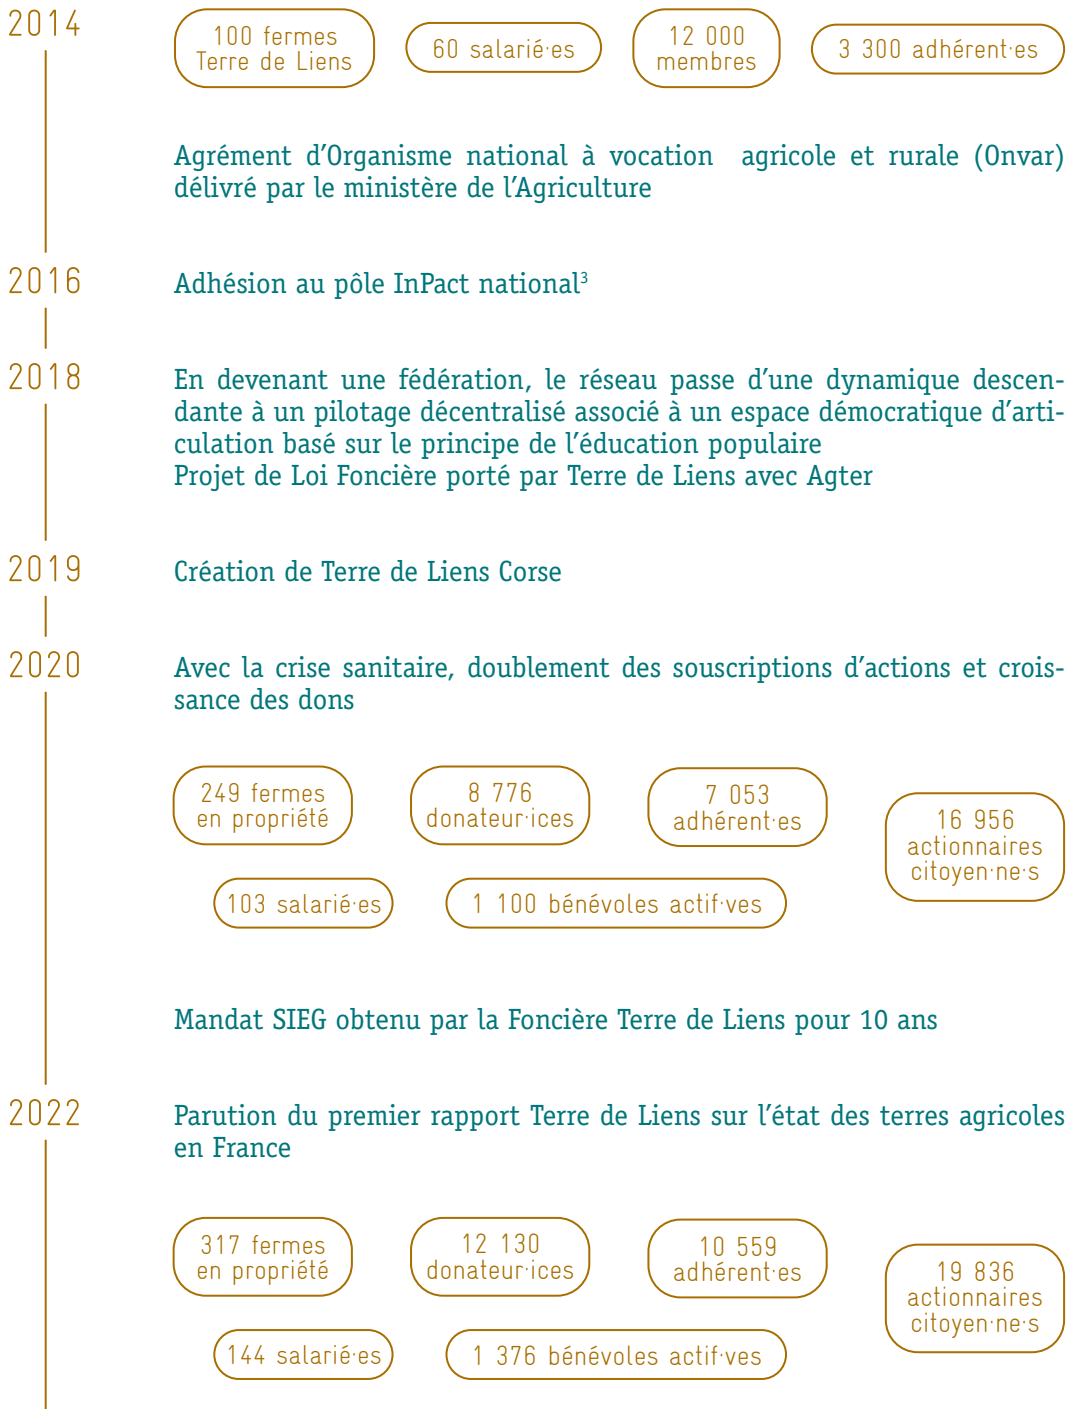 2014
100 fermes
Terre de Liens
60 salarié·es
12 000
membres
3 300 adhérent·es
Agrément d’Organisme national à vocation agricole et rurale (Onvar)
délivré par le ministère de l’Agriculture
2016
Adhésion au pôle InPact national³
2018
En devenant une fédération, le réseau passe d’une dynamique descen-
dante à un pilotage décentralisé associé à un espace démocratique d’arti-
culation basé sur le principe de l’éducation populaire
Projet de Loi Foncière porté par Terre de Liens avec Agter
2019
Création de Terre de Liens Corse
2020
Avec la crise sanitaire, doublement des souscriptions d’actions et crois-
sance des dons
249 fermes
en propriété
8 776
donateur·ices
7 053
adhérent·es
16 956
actionnaires
citoyen·ne·s
103 salarié·es
1 100 bénévoles actif·ves
Mandat SIEG obtenu par la Foncière Terre de Liens pour 10 ans
2022
Parution du premier rapport Terre de Liens sur l’état des terres agricoles
en France
317 fermes
en propriété
12 130
donateur·ices
10 559
adhérent·es
19 836
actionnaires
citoyen·ne·s
144 salarié·es
1 376 bénévoles actif·ves